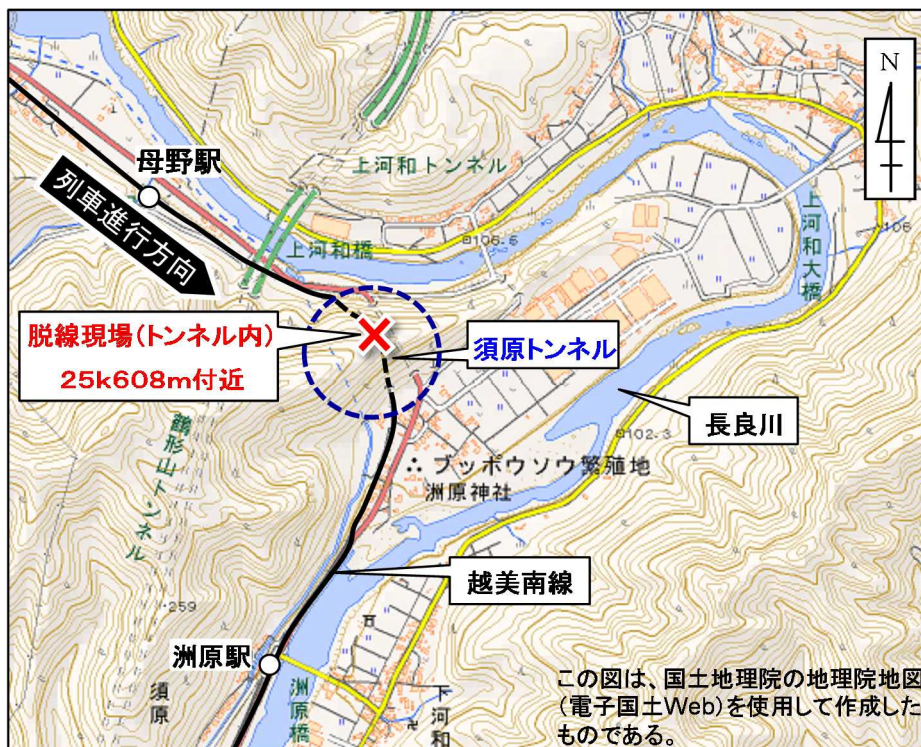 N
母野駅
上河和トンネル
列車進行方向
上河和橋
106.5
上河和大橋
106
脱線現場(トンネル内)
25k608m付近
須原トンネル
長良川
102.3
鶴形山トンネル
ブッポウソウ繁殖地
洲原神社
越美南線
259
洲原駅
須原
洲原橋
下河和
この図は、国土地理院の地理院地図
(電子国土Web)を使用して作成した
ものである。